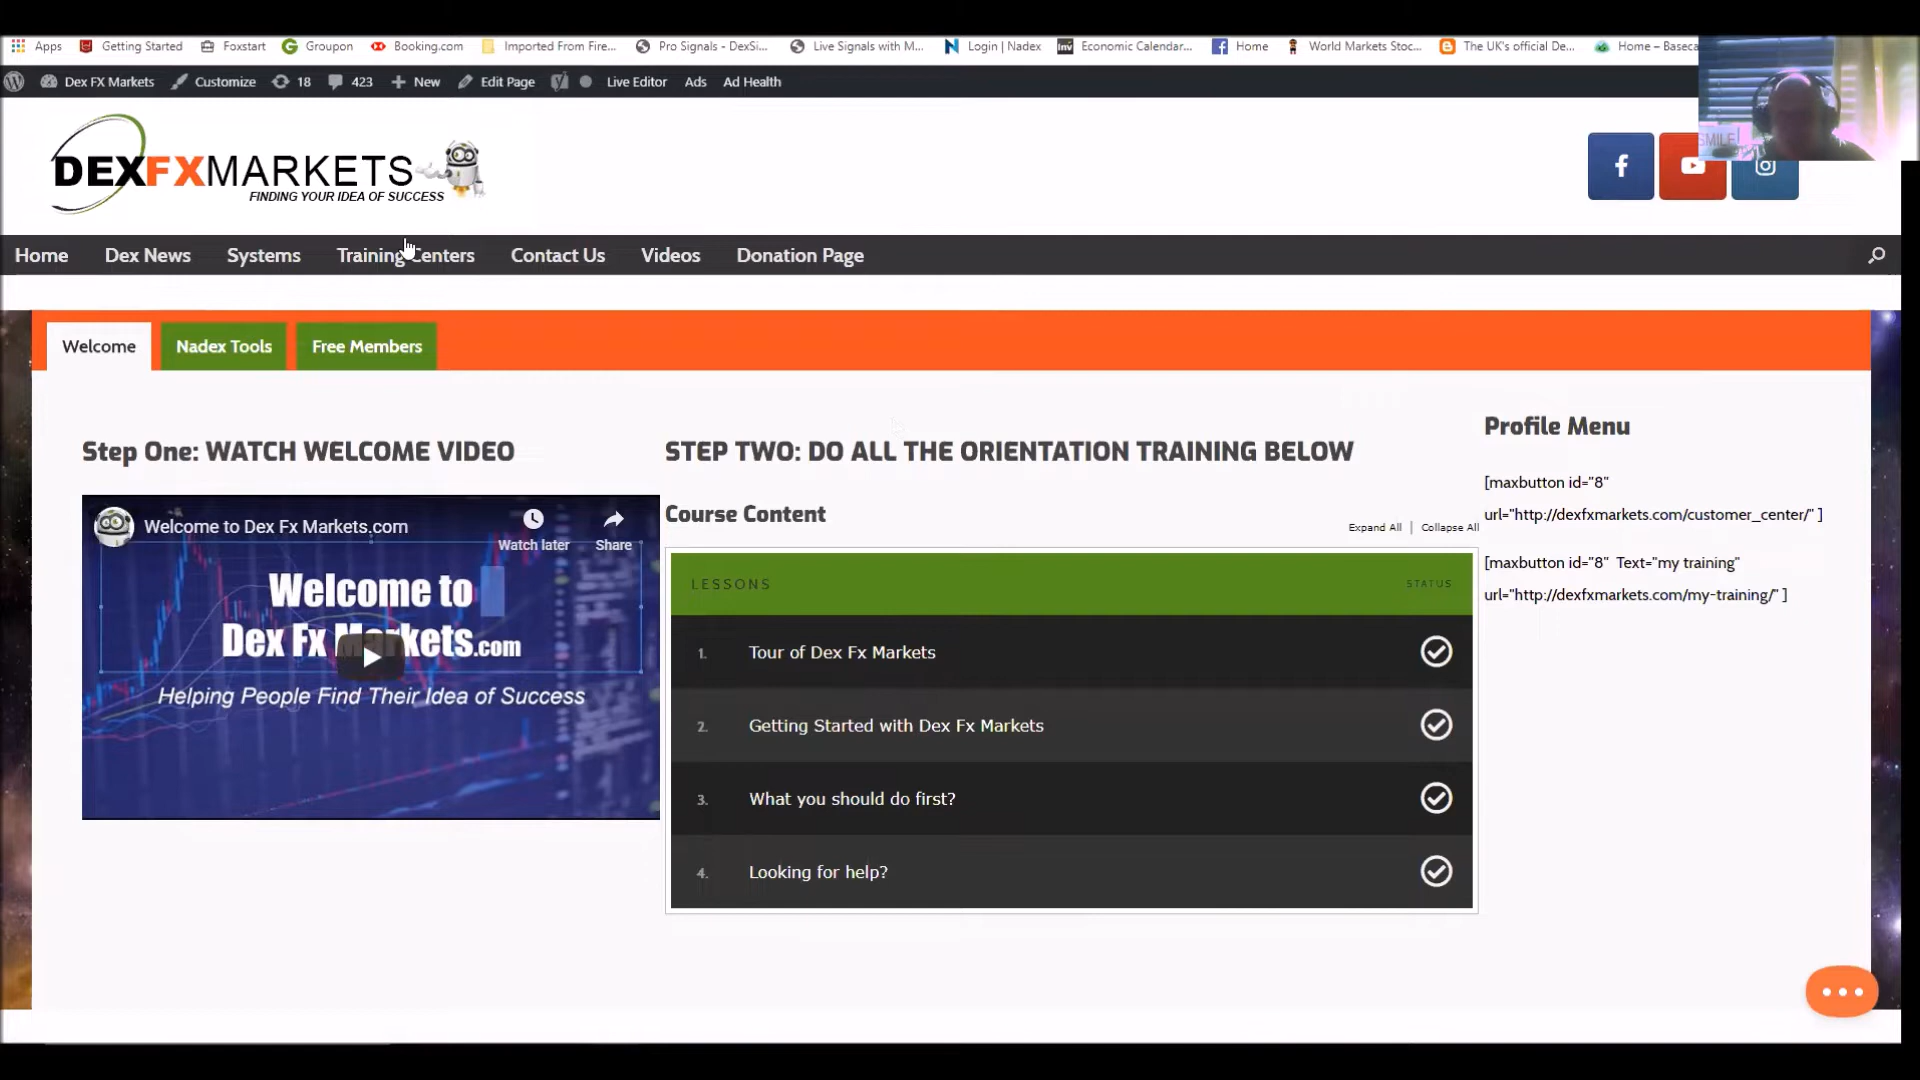 Apps Getting Started Foxstart Groupon Booking.com Imported From Fire... Pro Signals - DexSi... Live Signals with M... Login | Nadex Economic Calendar... Home World Markets Stoc... The UK's official De... Home – Baseca
Dex FX Markets Customize 18 423 New Edit Page Live Editor Ads Ad Health
DEXFXMARKETS
FINDING YOUR IDEA OF SUCCESS
SMILE
Home Dex News Systems Training Centers Contact Us Videos Donation Page
Welcome Nadex Tools Free Members
Step One: WATCH WELCOME VIDEO
Welcome to Dex Fx Markets.com
Watch later Share
Welcome to
Dex Fx Markets.com
Helping People Find Their Idea of Success
STEP TWO: DO ALL THE ORIENTATION TRAINING BELOW
Course Content
Expand All | Collapse All
LESSONS STATUS
1. Tour of Dex Fx Markets
2. Getting Started with Dex Fx Markets
3. What you should do first?
4. Looking for help?
Profile Menu
[maxbutton id="8"
url="http://dexfxmarkets.com/customer_center/" ]
[maxbutton id="8" Text="my training"
url="http://dexfxmarkets.com/my-training/" ]